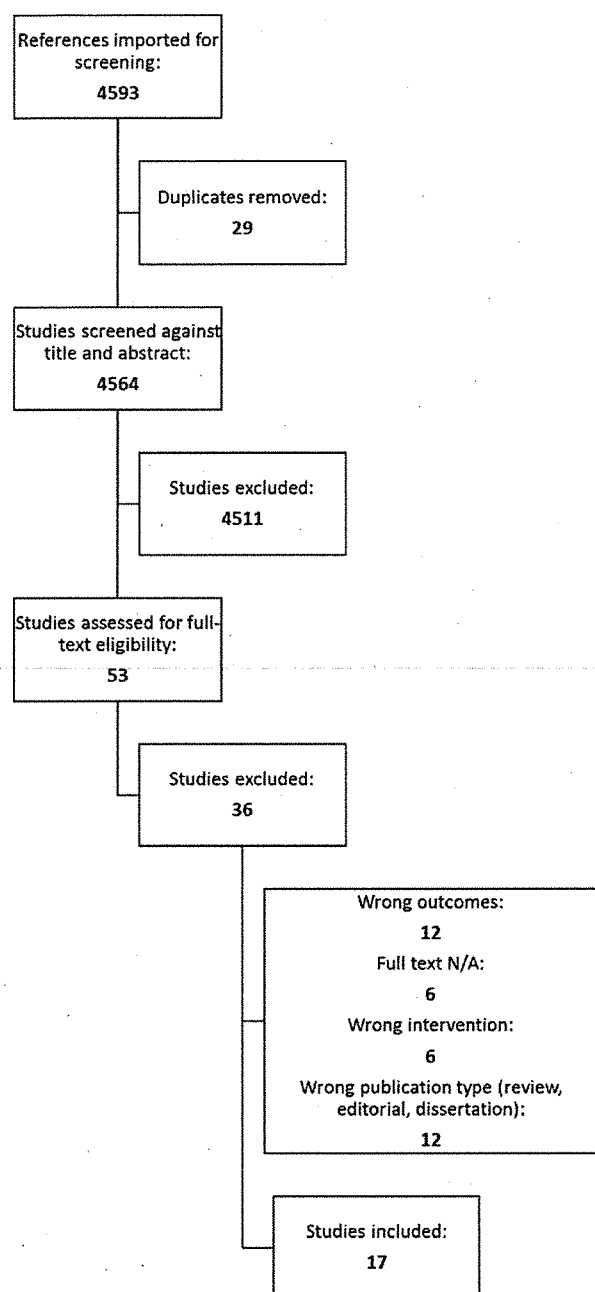 References imported for
screening:
4593
Duplicates removed:
29
Studies screened against
title and abstract:
4564
Studies excluded:
4511
Studies assessed for full-
text eligibility:
53
Studies excluded:
36
Wrong outcomes:
12
Full text N/A:
6
Wrong intervention:
6
Wrong publication type (review,
editorial, dissertation):
12
Studies included:
17